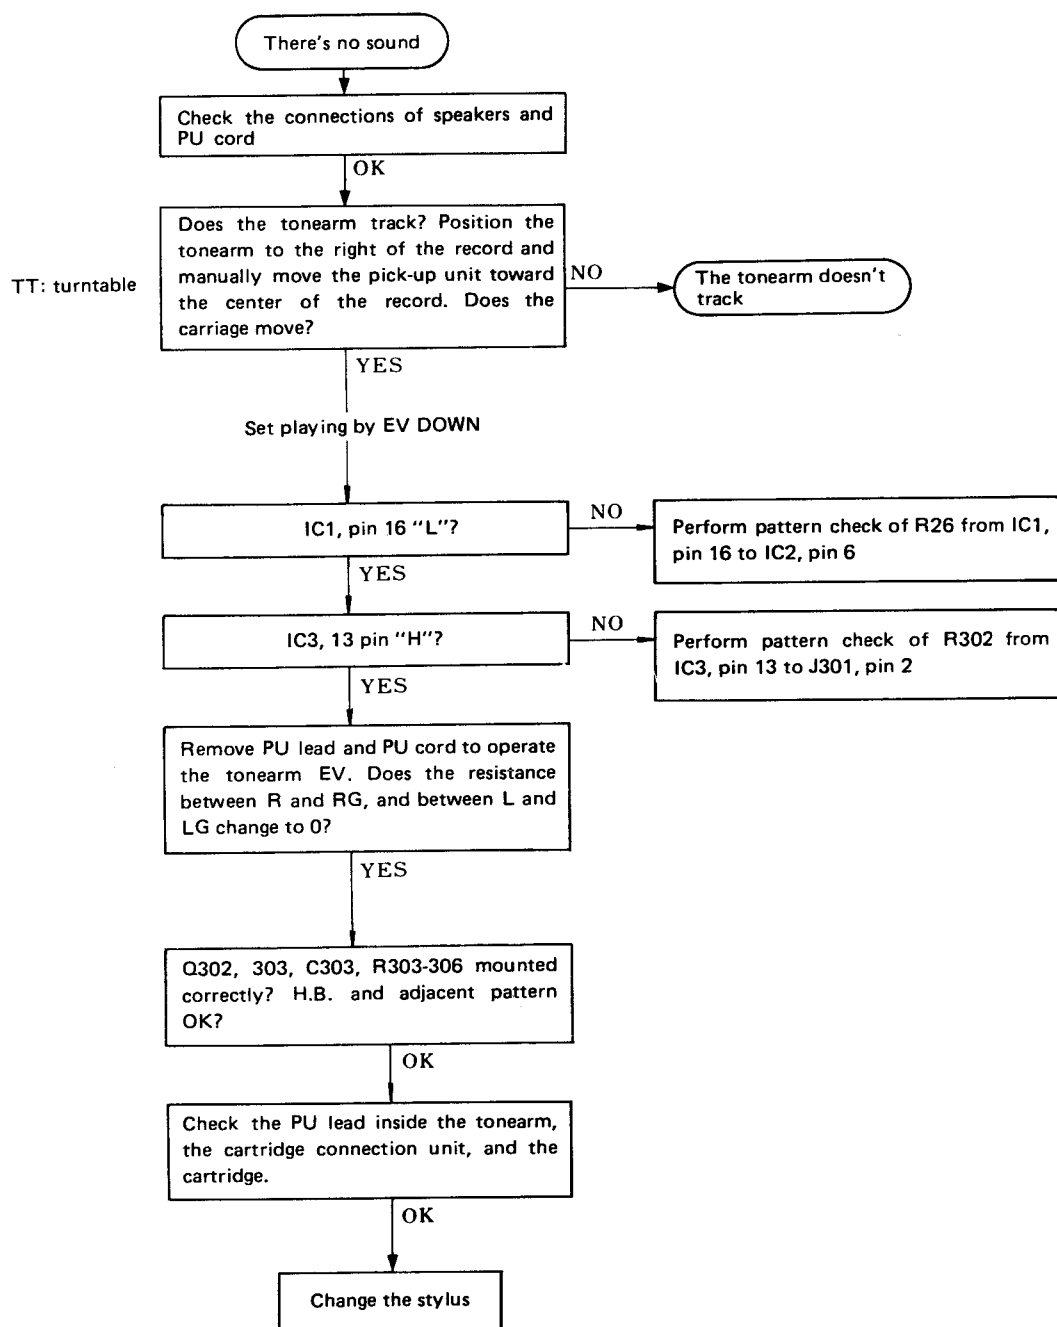 There's no sound
Check the connections of speakers and
PU cord
OK
Does the tonearm track? Position the
tonearm to the right of the record and
manually move the pick-up unit toward
the center of the record. Does the
carriage move?
TT: turntable
NO
The tonearm doesn't
track
YES
Set playing by EV DOWN
IC1, pin 16 "L"?
NO
Perform pattern check of R26 from IC1,
pin 16 to IC2, pin 6
YES
IC3, 13 pin "H"?
NO
Perform pattern check of R302 from
IC3, pin 13 to J301, pin 2
YES
Remove PU lead and PU cord to operate
the tonearm EV. Does the resistance
between R and RG, and between L and
LG change to 0?
YES
Q302, 303, C303, R303-306 mounted
correctly? H.B. and adjacent pattern
OK?
OK
Check the PU lead inside the tonearm,
the cartridge connection unit, and the
cartridge.
OK
Change the stylus